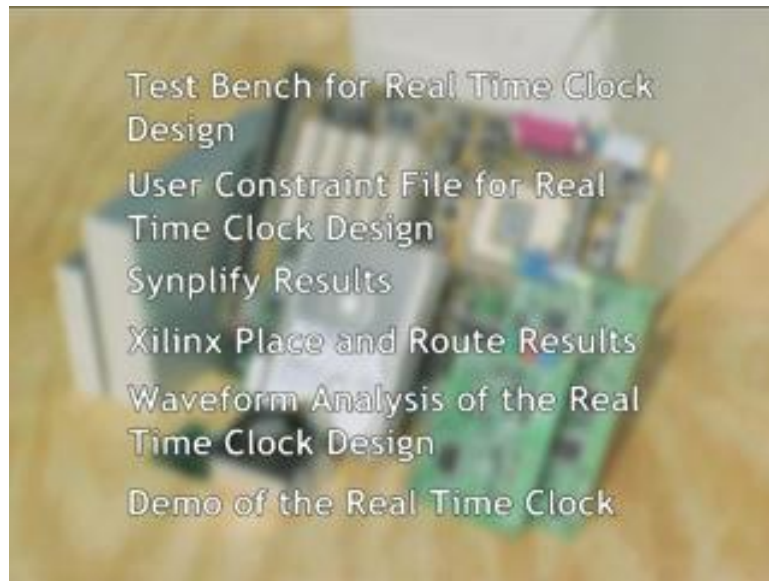 Test Bench for Real Time Clock
Design
User Constraint File for Real
Time Clock Design
Synplify Results
Xilinx Place and Route Results
Waveform Analysis of the Real
Time Clock Design
Demo of the Real Time Clock